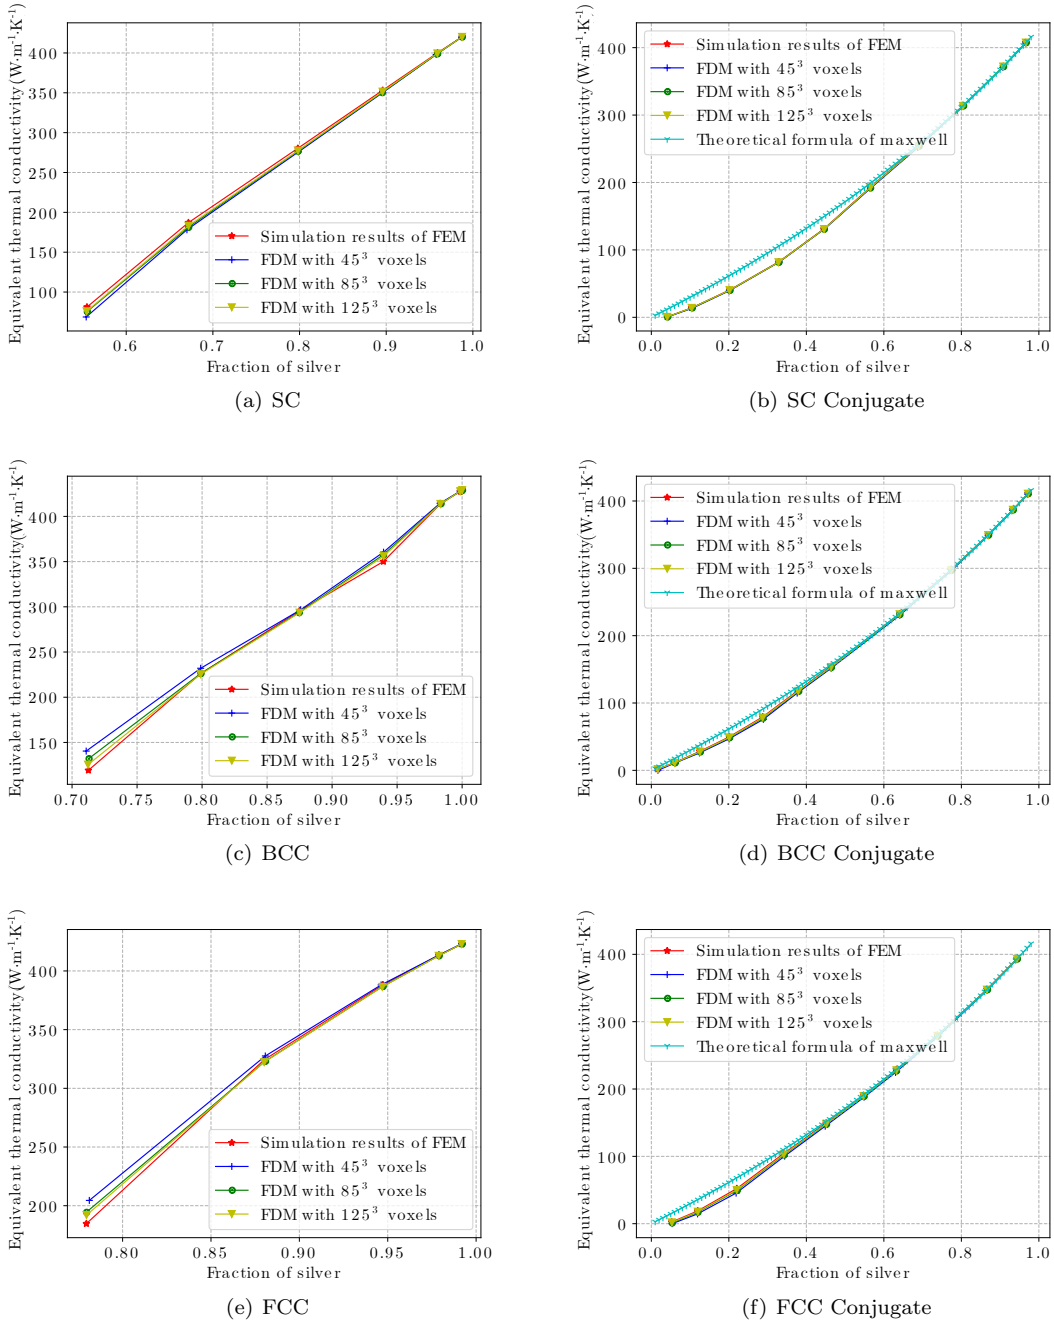 Equivalent thermal conductivity(W·m⁻¹·K⁻¹)
400
350
300
250
200
150
100
Simulation results of FEM
FDM with 45³ voxels
FDM with 85³ voxels
FDM with 125³ voxels
0.6 0.7 0.8 0.9 1.0
Fraction of silver
(a) SC
Equivalent thermal conductivity(W·m⁻¹·K⁻¹)
400
300
200
100
0
Simulation results of FEM
FDM with 45³ voxels
FDM with 85³ voxels
FDM with 125³ voxels
Theoretical formula of maxwell
0.0 0.2 0.4 0.6 0.8 1.0
Fraction of silver
(b) SC Conjugate
Equivalent thermal conductivity(W·m⁻¹·K⁻¹)
400
350
300
250
200
150
Simulation results of FEM
FDM with 45³ voxels
FDM with 85³ voxels
FDM with 125³ voxels
0.70 0.75 0.80 0.85 0.90 0.95 1.00
Fraction of silver
(c) BCC
Equivalent thermal conductivity(W·m⁻¹·K⁻¹)
400
300
200
100
0
Simulation results of FEM
FDM with 45³ voxels
FDM with 85³ voxels
FDM with 125³ voxels
Theoretical formula of maxwell
0.0 0.2 0.4 0.6 0.8 1.0
Fraction of silver
(d) BCC Conjugate
Equivalent thermal conductivity(W·m⁻¹·K⁻¹)
400
350
300
250
200
Simulation results of FEM
FDM with 45³ voxels
FDM with 85³ voxels
FDM with 125³ voxels
0.80 0.85 0.90 0.95 1.00
Fraction of silver
(e) FCC
Equivalent thermal conductivity(W·m⁻¹·K⁻¹)
400
300
200
100
0
Simulation results of FEM
FDM with 45³ voxels
FDM with 85³ voxels
FDM with 125³ voxels
Theoretical formula of maxwell
0.0 0.2 0.4 0.6 0.8 1.0
Fraction of silver
(f) FCC Conjugate